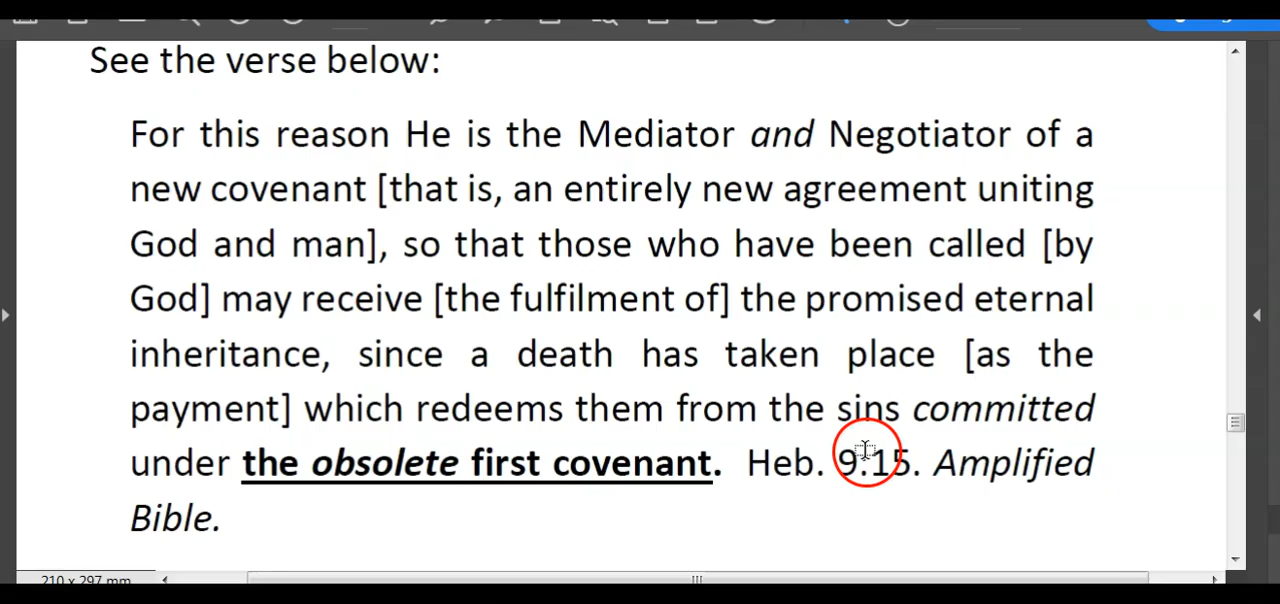 See the verse below:
For this reason He is the Mediator and Negotiator of a
new covenant [that is, an entirely new agreement uniting
God and man], so that those who have been called [by
God] may receive [the fulfilment of] the promised eternal
inheritance, since a death has taken place [as the
payment] which redeems them from the sins committed
under the obsolete first covenant. Heb. 9:15. Amplified
Bible.
210 x 297 mm